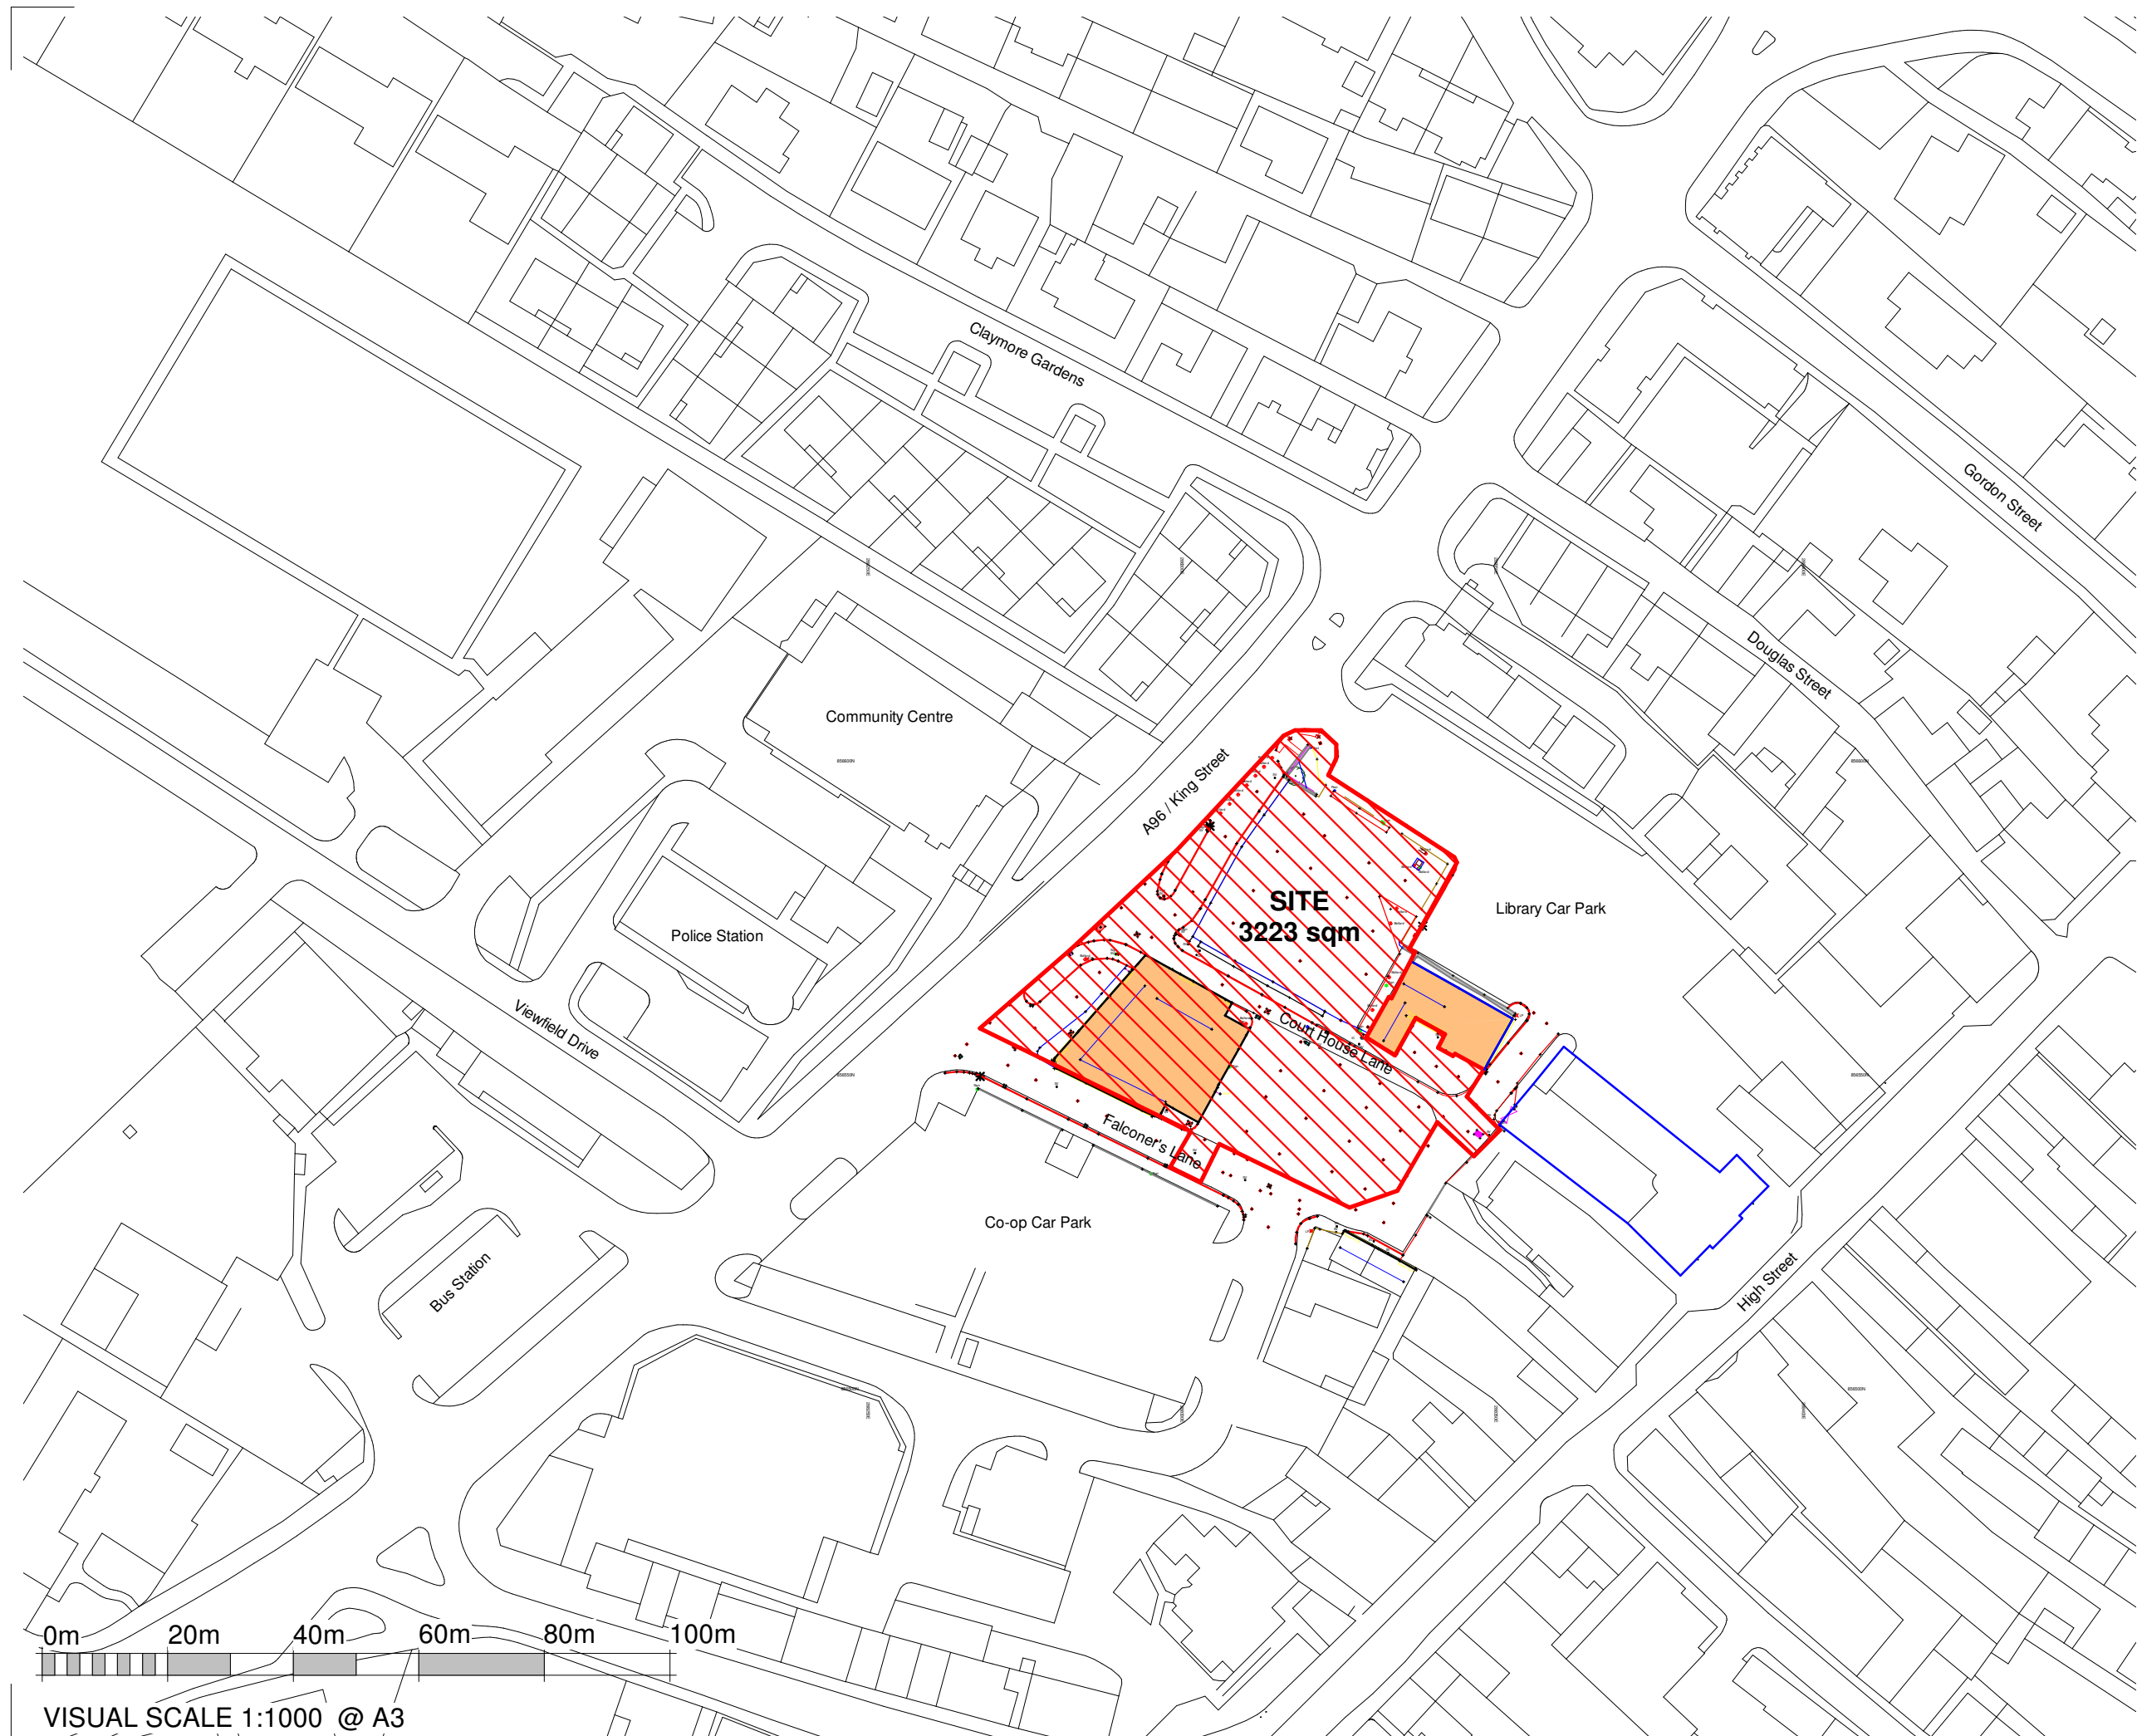 Claymore Gardens
Gordon Street
Douglas Street
Community Centre
A96 / King Street
SITE
3223 sqm
Library Car Park
Police Station
Viewfield Drive
Court House Lane
Falconer's Lane
Co-op Car Park
Bus Station
High Street
0m 20m 40m 60m 80m 100m
VISUAL SCALE 1:1000 @ A3